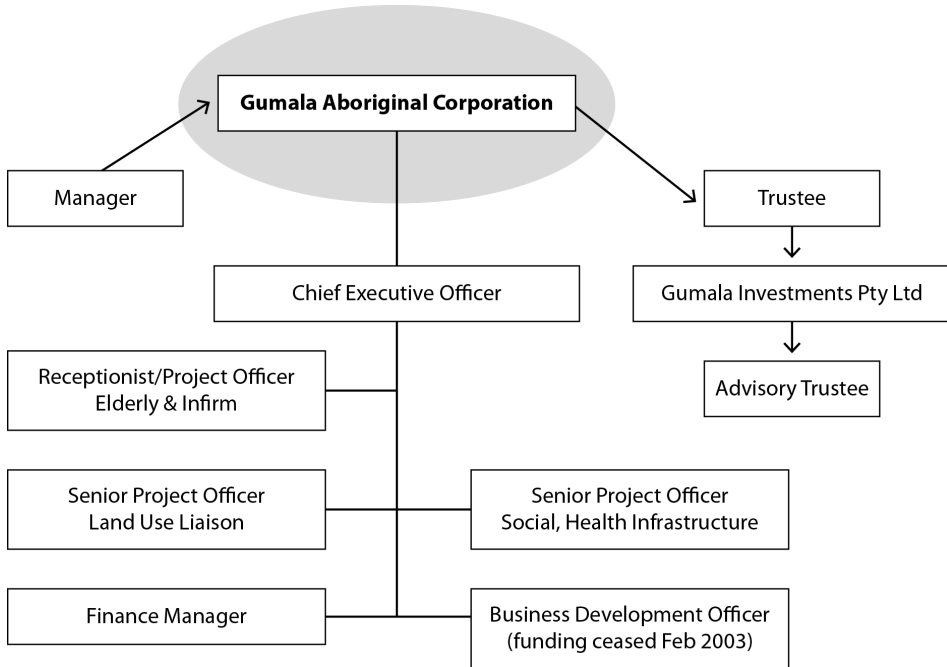 Gumala Aboriginal Corporation
Manager
Trustee
Chief Executive Officer
Gumala Investments Pty Ltd
Receptionist/Project Officer
Elderly & Infirm
Advisory Trustee
Senior Project Officer
Land Use Liaison
Senior Project Officer
Social, Health Infrastructure
Finance Manager
Business Development Officer
(funding ceased Feb 2003)